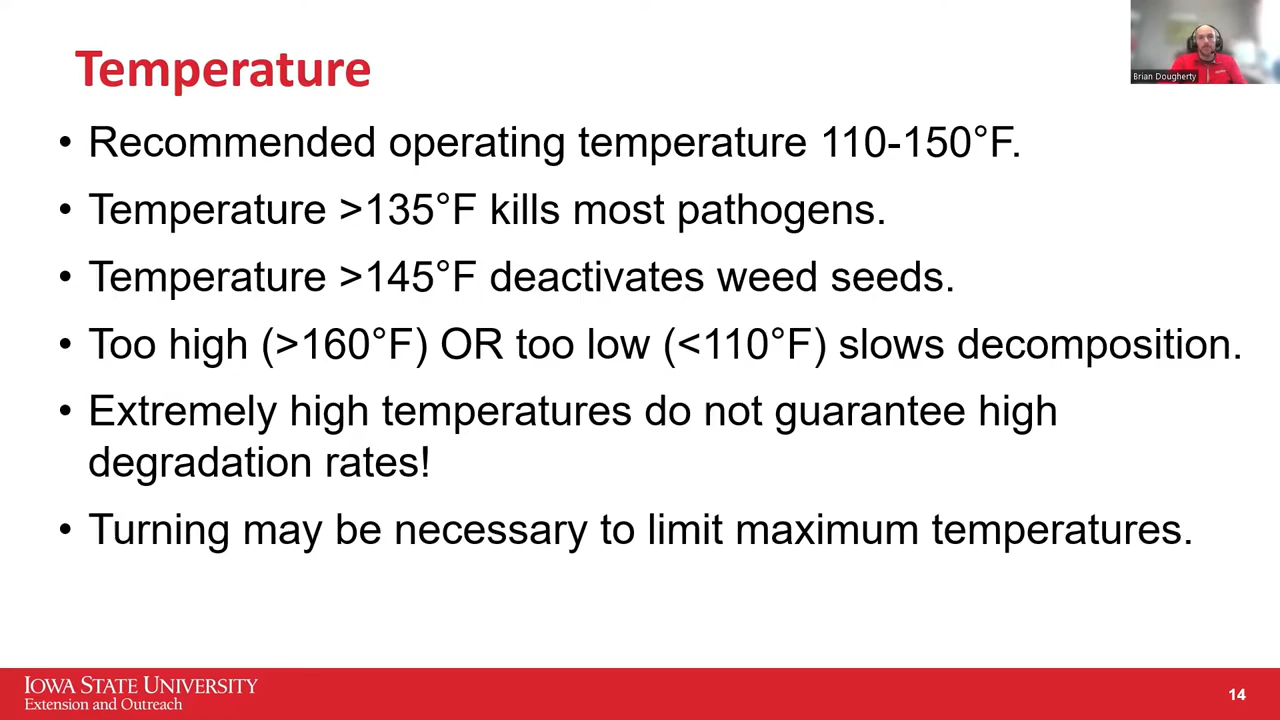 Temperature
Brian Dougherty
• Recommended operating temperature 110-150°F.
• Temperature >135°F kills most pathogens.
• Temperature >145°F deactivates weed seeds.
• Too high (>160°F) OR too low (<110°F) slows decomposition.
• Extremely high temperatures do not guarantee high
degradation rates!
• Turning may be necessary to limit maximum temperatures.
IOWA STATE UNIVERSITY
Extension and Outreach
14